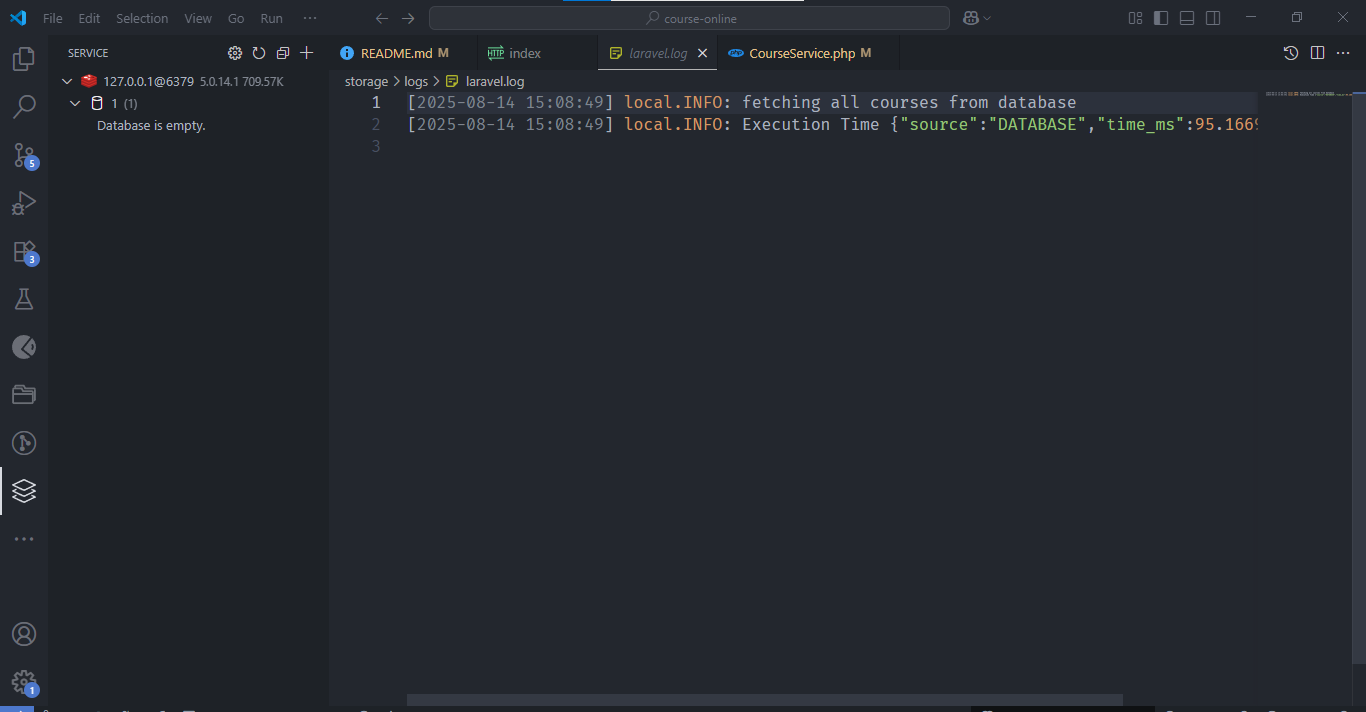 File Edit Selection View Go Run ···
course-online
SERVICE
README.md M
index
laravel.log
CourseService.php M
127.0.0.1@6379 5.0.14.1 709.57K
1 (1)
Database is empty.
storage > logs > laravel.log
1 [2025-08-14 15:08:49] local.INFO: fetching all courses from database
2 [2025-08-14 15:08:49] local.INFO: Execution Time {"source":"DATABASE","time_ms":95.166
3
HTTP
php
5
3
1